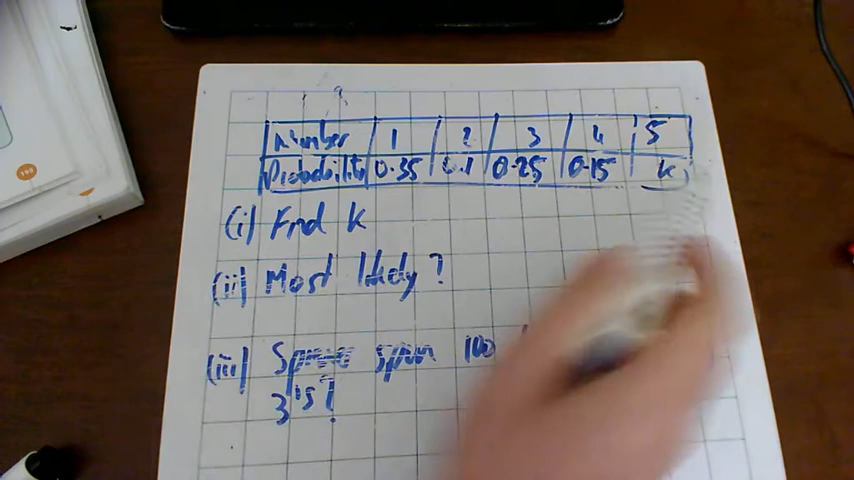 Number 1 2 3 4 5
Probability 0.35 0.1 0.25 0.15 k
(i) Find k
(ii) Most likely?
(iii) spun 100
3's?